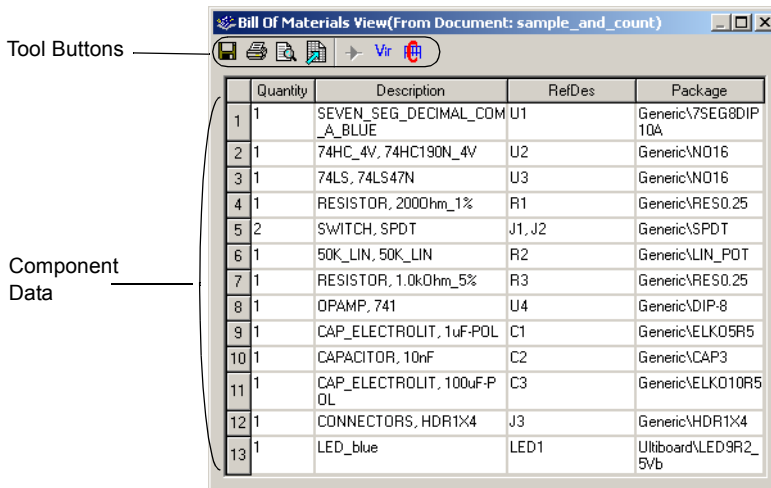 Bill Of Materials View(From Document: sample_and_count)
Tool Buttons
Vir
Quantity Description RefDes Package
1 1 SEVEN_SEG_DECIMAL_COM U1 Generic\7SEG8DIP
_A_BLUE 10A
2 1 74HC_4V, 74HC190N_4V U2 Generic\NO16
3 1 74LS, 74LS47N U3 Generic\NO16
4 1 RESISTOR, 200Ohm_1% R1 Generic\RES0.25
5 2 SWITCH, SPDT J1, J2 Generic\SPDT
6 1 50K_LIN, 50K_LIN R2 Generic\LIN_POT
7 1 RESISTOR, 1.0kOhm_5% R3 Generic\RES0.25
Component
Data
8 1 OPAMP, 741 U4 Generic\DIP-8
9 1 CAP_ELECTROLIT, 1uF-POL C1 Generic\ELKO5R5
10 1 CAPACITOR, 10nF C2 Generic\CAP3
11 1 CAP_ELECTROLIT, 100uF-P C3 Generic\ELKO10R5
OL
12 1 CONNECTORS, HDR1X4 J3 Generic\HDR1X4
13 1 LED_blue LED1 Ultiboard\LED9R2_
5Vb